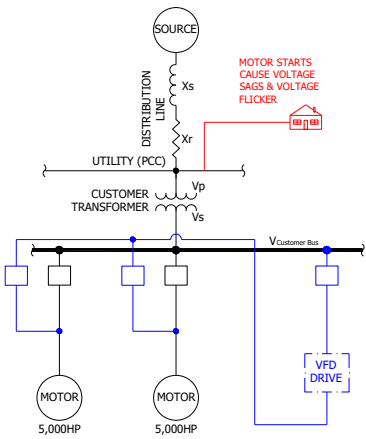 SOURCE
MOTOR STARTS
CAUSE VOLTAGE
SAGS & VOLTAGE
FLICKER
DISTRIBUTION
LINE
Xs
Xr
UTILITY (PCC)
CUSTOMER
TRANSFORMER
Vp
Vs
V Customer Bus
VFD
DRIVE
MOTOR
MOTOR
5,000HP
5,000HP